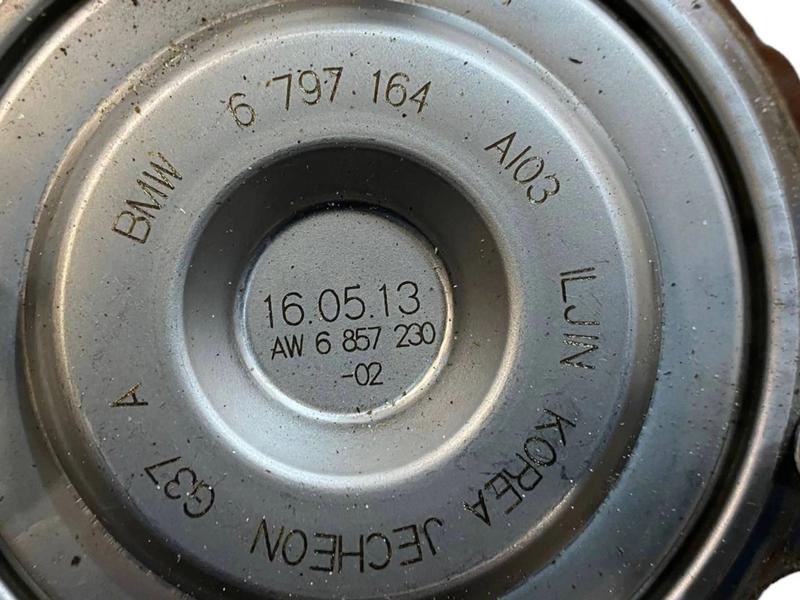 BMW 6 797 164 AI03 ILJIN KOREA JECHEON G37 A
16.05.13
AW 6 857 230
-02